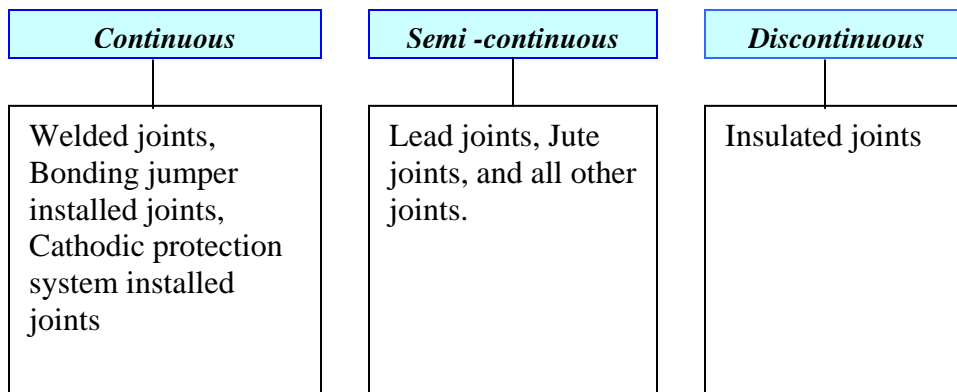 Continuous
Semi -continuous
Discontinuous
Welded joints,
Bonding jumper
installed joints,
Cathodic protection
system installed
joints
Lead joints, Jute
joints, and all other
joints.
Insulated joints